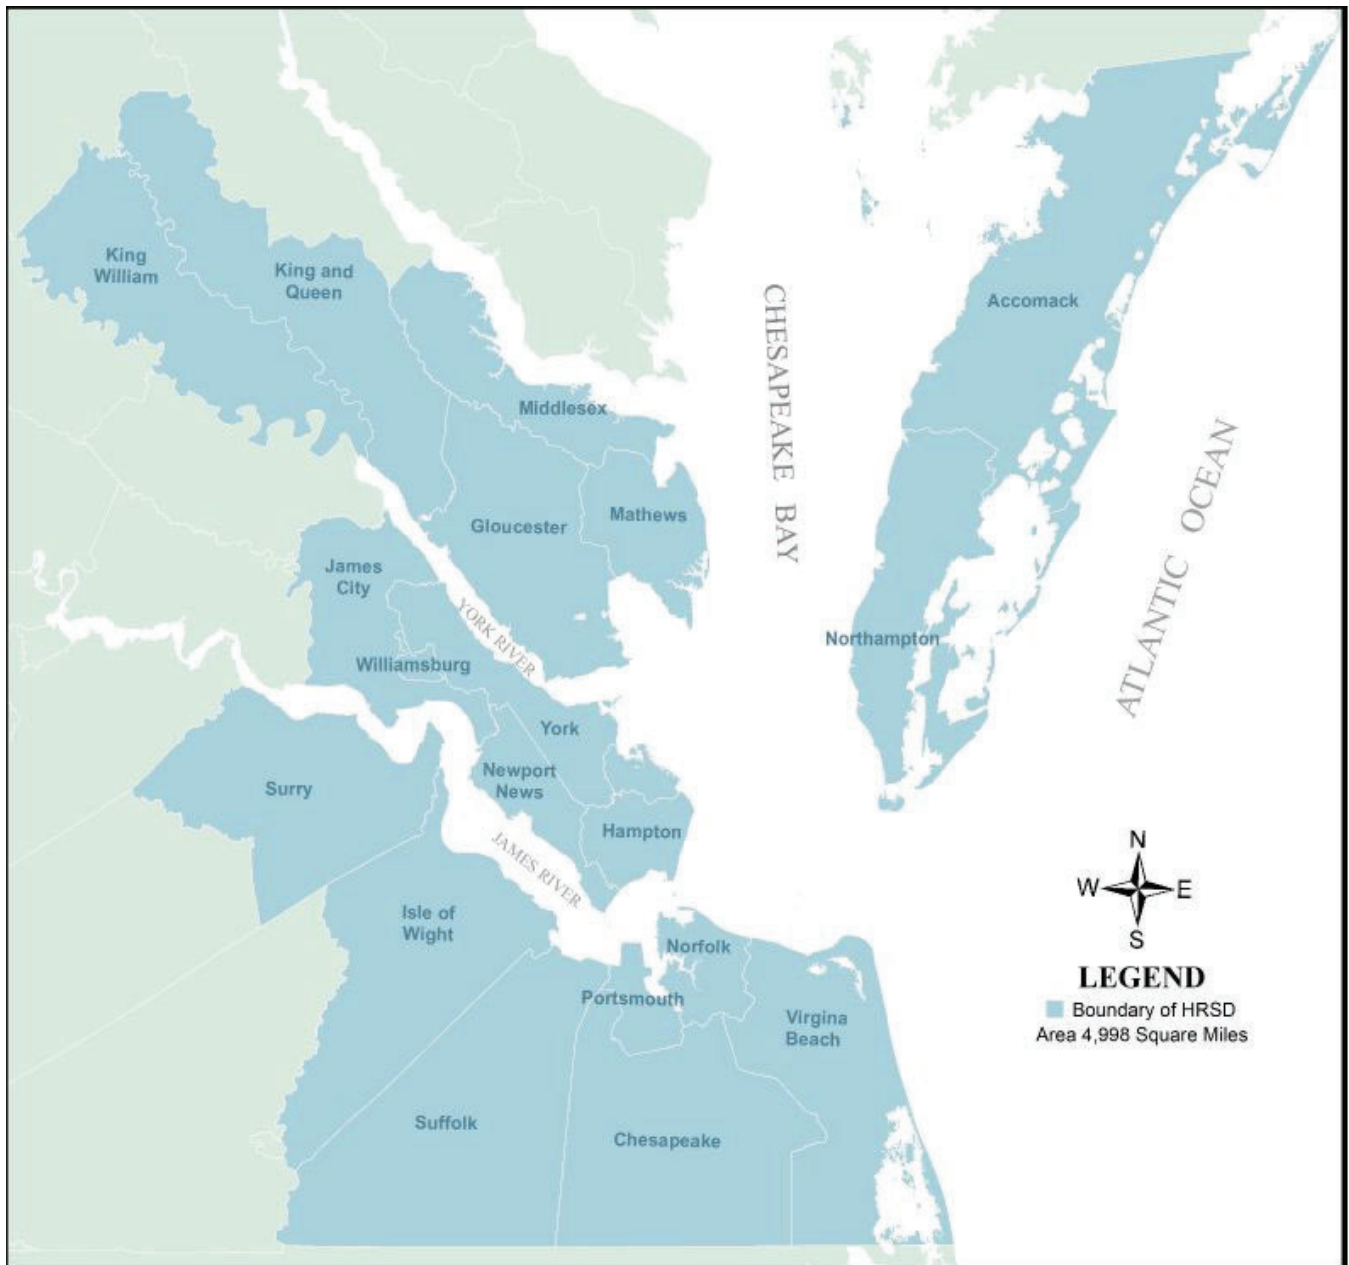 King
William
King and
Queen
Accomack
CHESAPEAKE BAY
Middlesex
ATLANTIC OCEAN
Mathews
Gloucester
James
City
YORK RIVER
Northampton
Williamsburg
York
Newport
News
Surry
Hampton
JAMES RIVER
N
W
E
S
Isle of
Wight
Norfolk
LEGEND
Portsmouth
Boundary of HRSD
Virgina
Beach
Area 4,998 Square Miles
Suffolk
Chesapeake